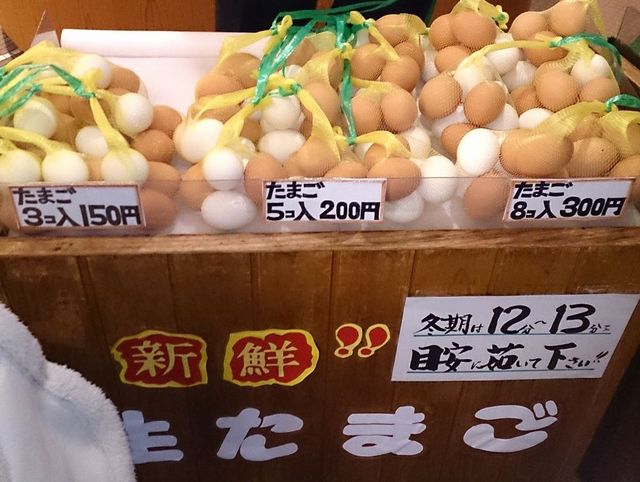 たまご
3コ入150円
たまご
5コ入200円
たまご
8コ入300円
冬期は12分〜13分を
目安に茹いて下さい!!
新鮮!!
生たまご